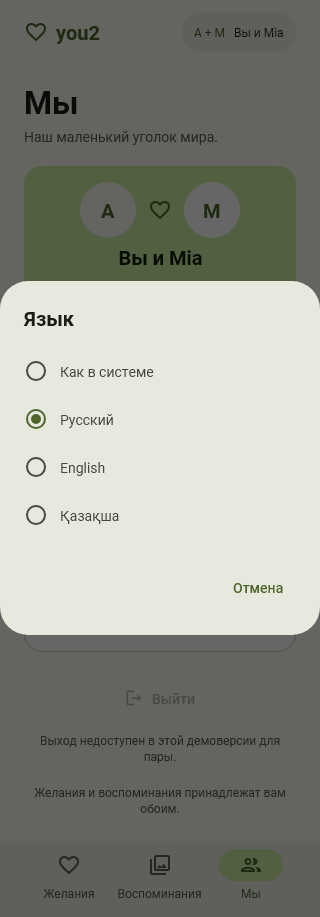 you2
A + M Вы и Mia
Мы
Наш маленький уголок мира.
A M
Вы и Mia
Язык
Как в системе
Русский
English
Қазақша
Отмена
Выйти
Выход недоступен в этой демоверсии для
пары.
Желания и воспоминания принадлежат вам
обоим.
Желания Воспоминания Мы